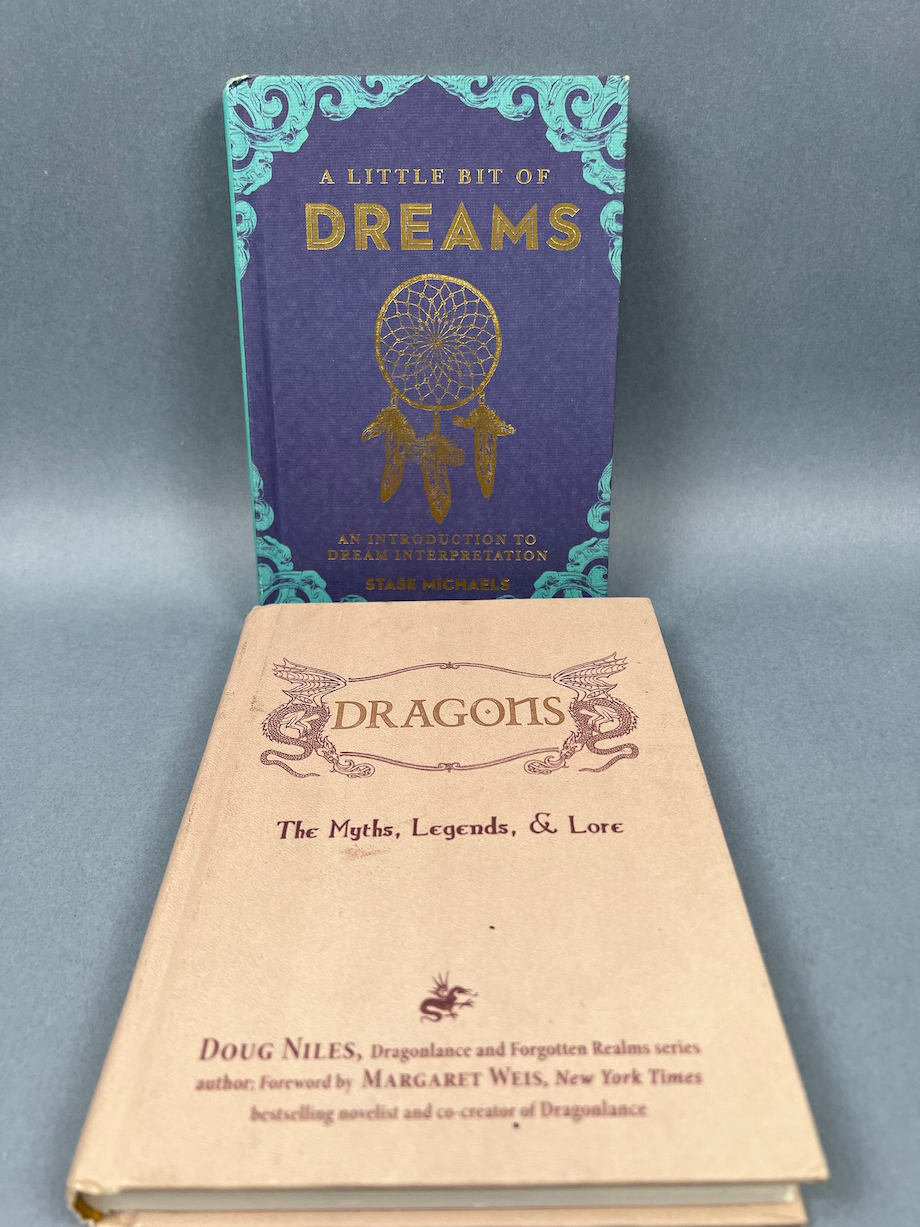 A LITTLE BIT OF
DREAMS
AN INTRODUCTION TO
DREAM INTERPRETATION
STASE MICHAELS
DRAGONS
The Myths, Legends, & Lore
DOUG NILES, Dragonlance and Forgotten Realms series
author; Foreword by MARGARET WEIS, New York Times
bestselling novelist and co-creator of Dragonlance